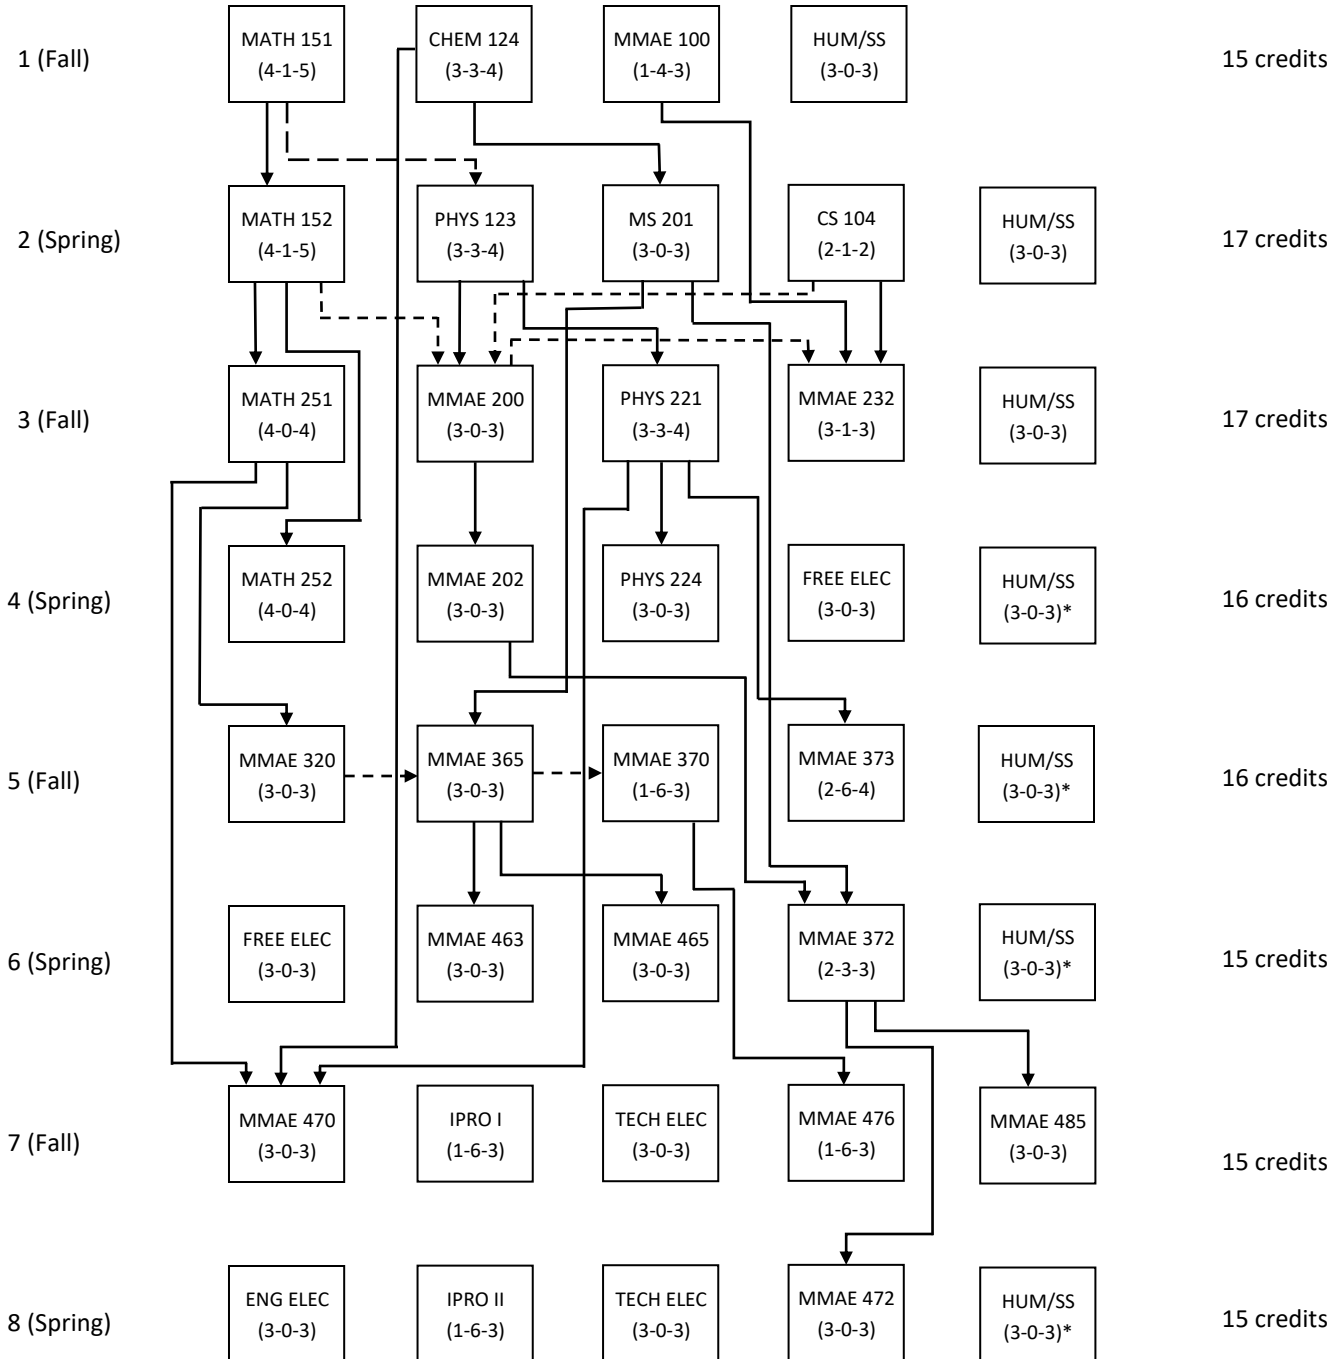 1 (Fall)
MATH 151
(4-1-5)
CHEM 124
(3-3-4)
MMAE 100
(1-4-3)
HUM/SS
(3-0-3)
15 credits
2 (Spring)
MATH 152
(4-1-5)
PHYS 123
(3-3-4)
MS 201
(3-0-3)
CS 104
(2-1-2)
HUM/SS
(3-0-3)
17 credits
3 (Fall)
MATH 251
(4-0-4)
MMAE 200
(3-0-3)
PHYS 221
(3-3-4)
MMAE 232
(3-1-3)
HUM/SS
(3-0-3)
17 credits
4 (Spring)
MATH 252
(4-0-4)
MMAE 202
(3-0-3)
PHYS 224
(3-0-3)
FREE ELEC
(3-0-3)
HUM/SS
(3-0-3)*
16 credits
5 (Fall)
MMAE 320
(3-0-3)
MMAE 365
(3-0-3)
MMAE 370
(1-6-3)
MMAE 373
(2-6-4)
HUM/SS
(3-0-3)*
16 credits
6 (Spring)
FREE ELEC
(3-0-3)
MMAE 463
(3-0-3)
MMAE 465
(3-0-3)
MMAE 372
(2-3-3)
HUM/SS
(3-0-3)*
15 credits
7 (Fall)
MMAE 470
(3-0-3)
IPRO I
(1-6-3)
TECH ELEC
(3-0-3)
MMAE 476
(1-6-3)
MMAE 485
(3-0-3)
15 credits
8 (Spring)
ENG ELEC
(3-0-3)
IPRO II
(1-6-3)
TECH ELEC
(3-0-3)
MMAE 472
(3-0-3)
HUM/SS
(3-0-3)*
15 credits